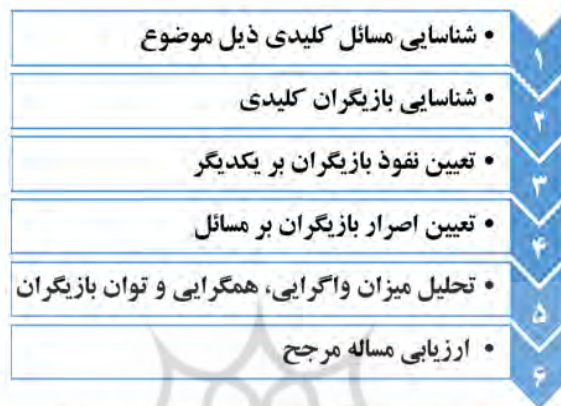 ۱ • شناسایی مسائل کلیدی ذیل موضوع
۲ • شناسایی بازیگران کلیدی
۳ • تعیین نفوذ بازیگران بر یکدیگر
۴ • تعیین اصرار بازیگران بر مسائل
۵ • تحلیل میزان واگرایی، همگرایی و توان بازیگران
۶ • ارزیابی مساله مرجح